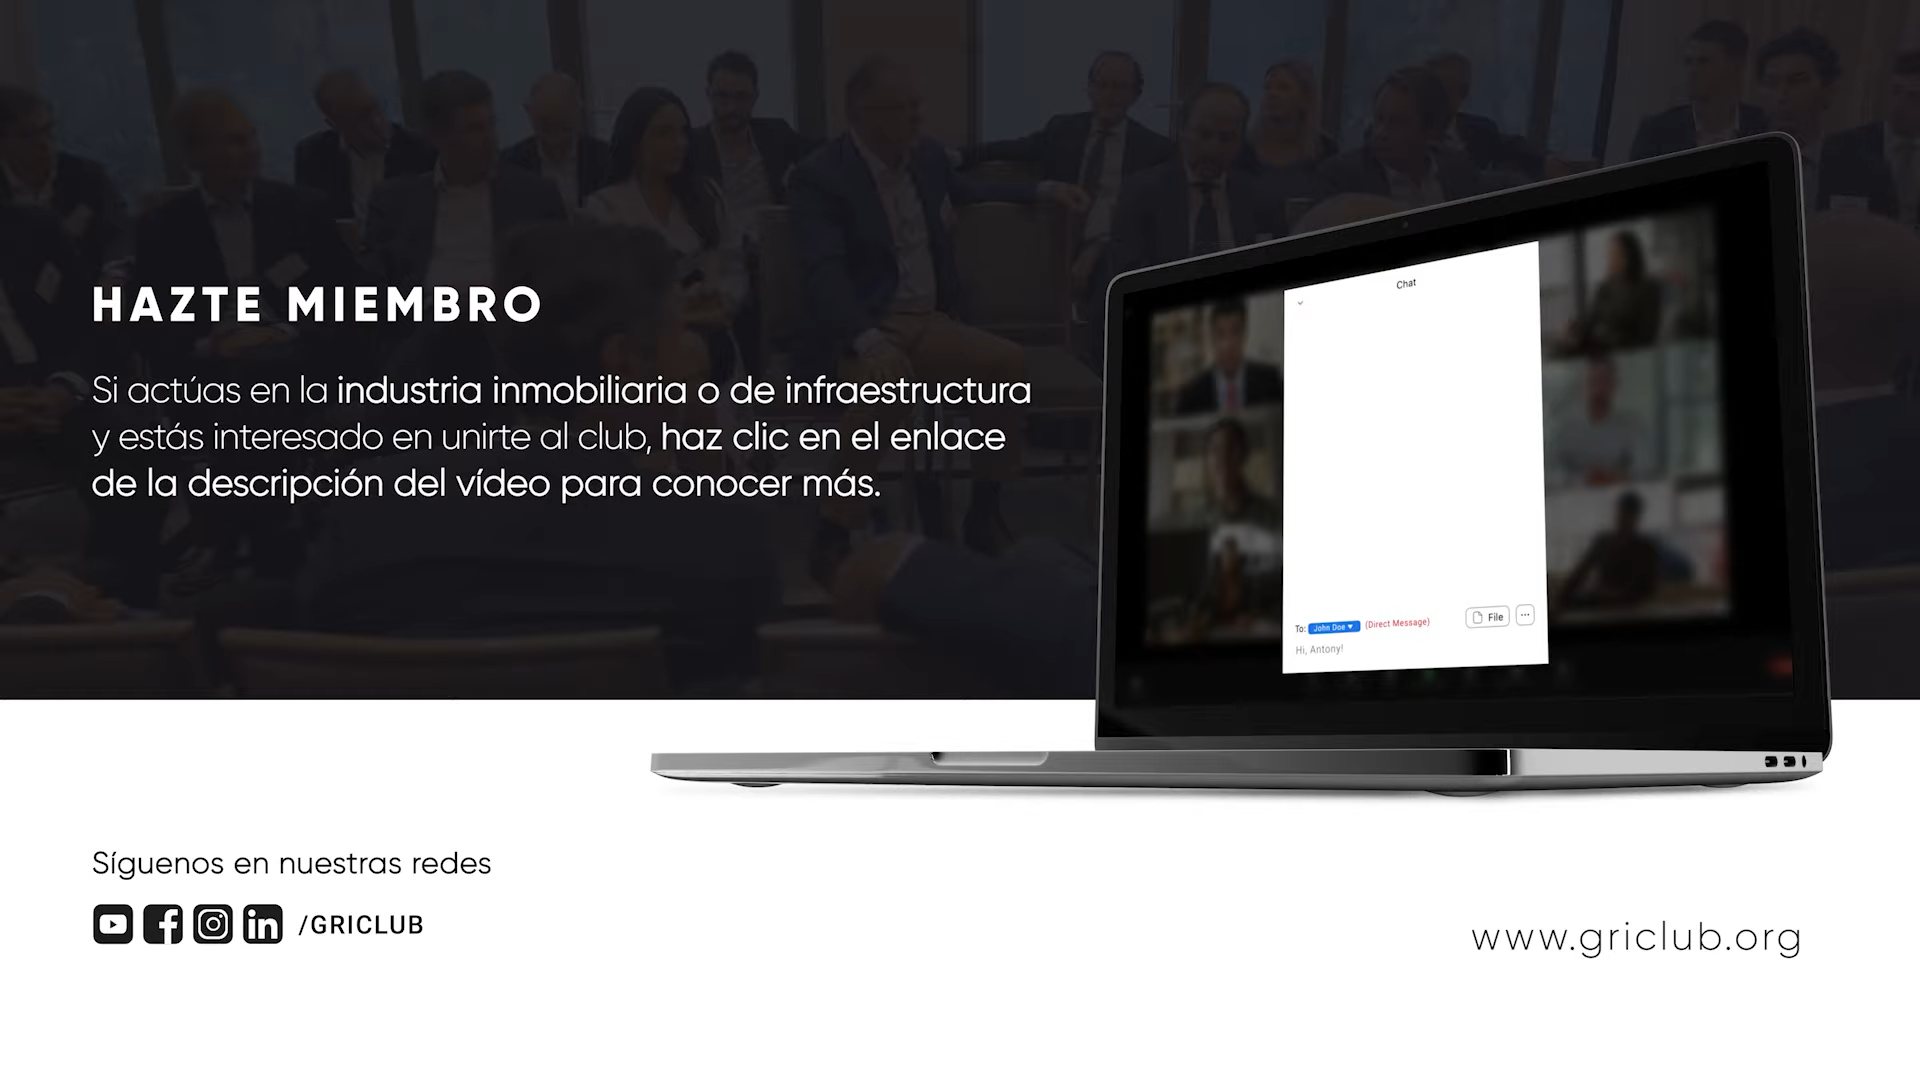 HAZTE MIEMBRO
Si actúas en la industria inmobiliaria o de infraestructura
y estás interesado en unirte al club, haz clic en el enlace
de la descripción del vídeo para conocer más.
Chat
To: John Doe (Direct Message) File
Hi, Antony!
Síguenos en nuestras redes
/GRICLUB
www.griclub.org